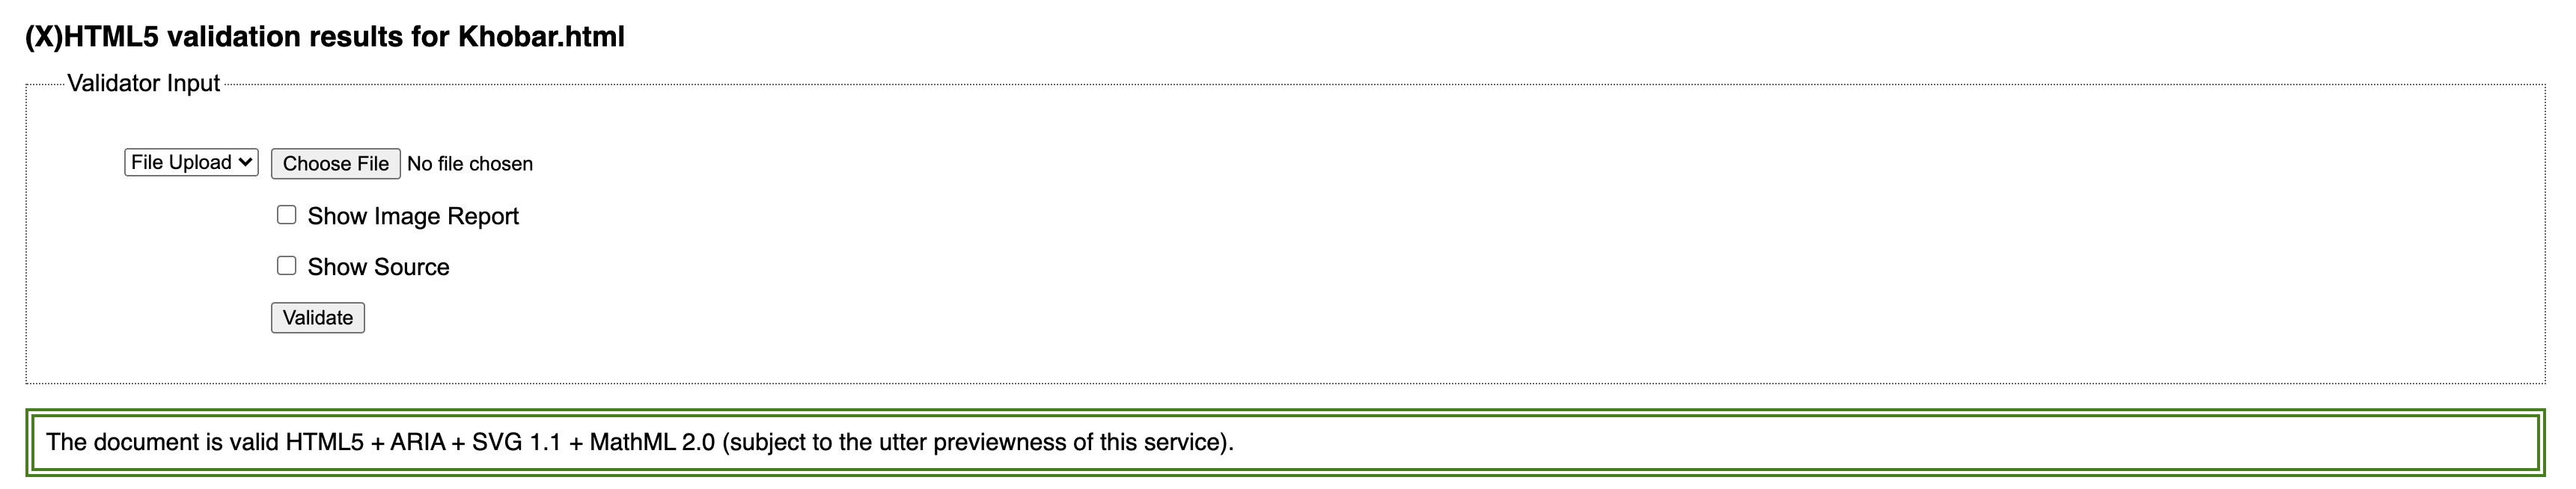 (X)HTML5 validation results for Khobar.html
Validator Input
File Upload Choose File No file chosen
Show Image Report
Show Source
Validate
The document is valid HTML5 + ARIA + SVG 1.1 + MathML 2.0 (subject to the utter previewness of this service).